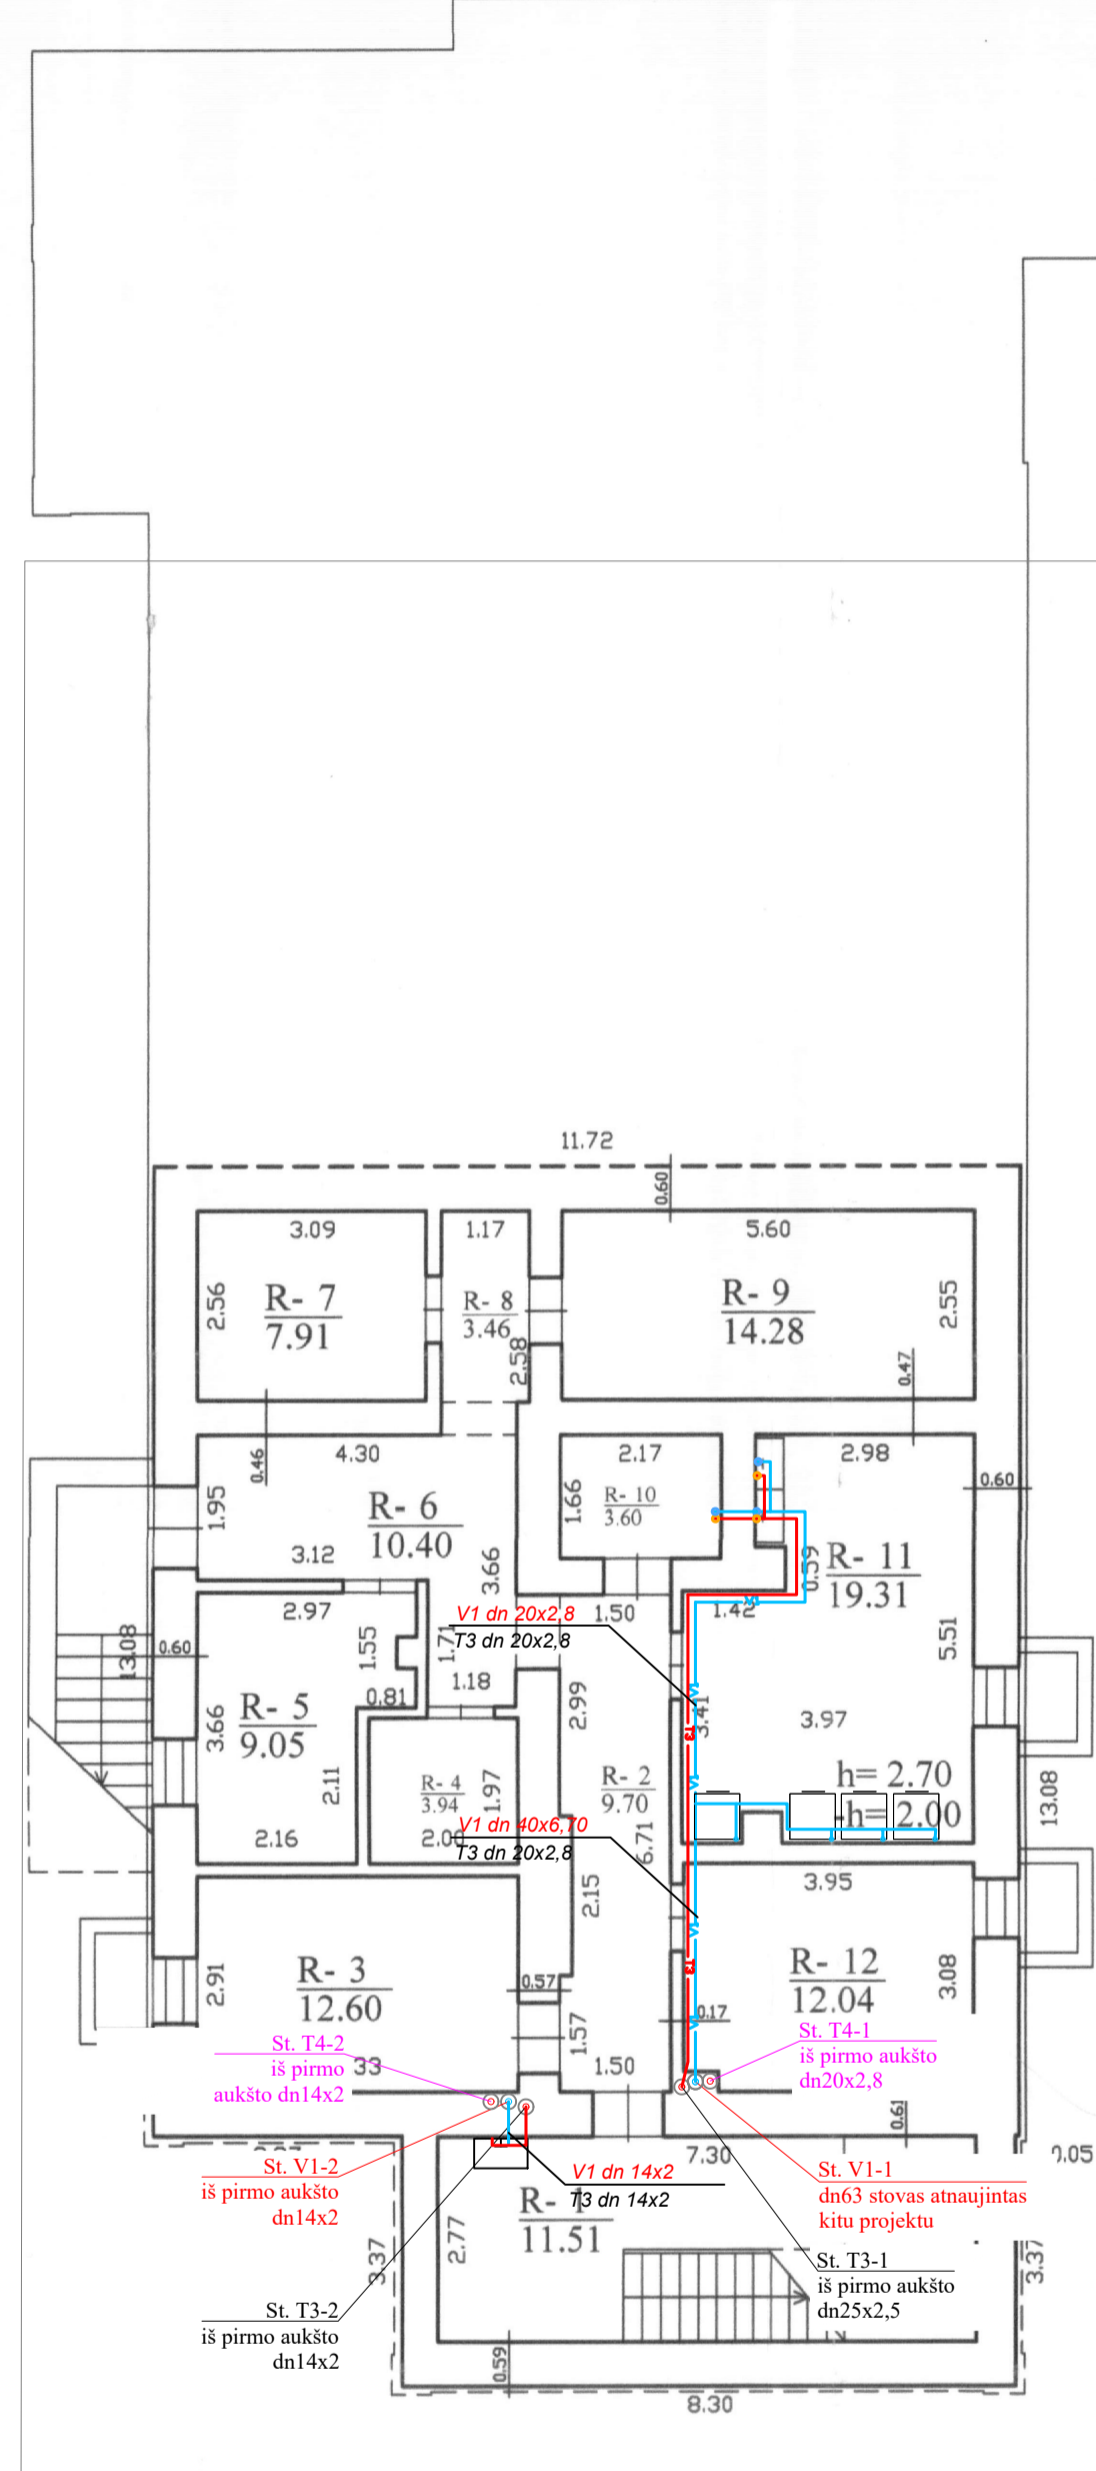 11.72
0.60
3.09
1.17
5.60
2.56
R- 7
7.91
R- 8
3.46
2.58
R- 9
14.28
2.55
0.47
0.46
4.30
2.17
2.98
0.60
1.95
R- 6
10.40
3.12
3.66
1.66
R- 10
3.60
0.59
R- 11
19.31
2.97
V1 dn 20x2,8
T3 dn 20x2,8
1.50
1.42
V1
13.08
0.60
1.55
1.71
1.18
0.81
5.51
3.66
R- 5
9.05
2.99
V1
3.41
T3
3.97
2.11
R- 4
3.94
1.97
R- 2
9.70
V1
h= 2.70
h= 2.00
13.08
2.16
2.00
V1 dn 40x6,70
T3 dn 20x2,8
6.71
3.95
2.15
V1
2.91
R- 3
12.60
0.57
T3
R- 12
12.04
3.08
0.17
V1
1.57
1.50
33
St. T4-2
iš pirmo
aukšto dn14x2
St. T4-1
iš pirmo aukšto
dn20x2,8
0.61
7.30
St. V1-2
iš pirmo aukšto
dn14x2
V1 dn 14x2
T3 dn 14x2
R- 1
11.51
2.77
3.37
St. V1-1
dn63 stovas atnaujintas
kitu projektu
St. T3-1
iš pirmo aukšto
dn25x2,5
3.37
St. T3-2
iš pirmo aukšto
dn14x2
0.59
8.30